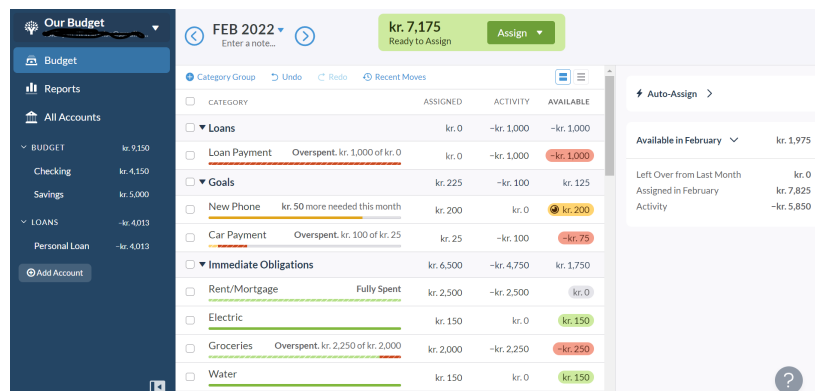 Our Budget
Budget
Reports
All Accounts
BUDGET kr. 9,150
Checking kr. 4,150
Savings kr. 5,000
LOANS -kr. 4,013
Personal Loan -kr. 4,013
Add Account
FEB 2022
Enter a note...
kr. 7,175
Ready to Assign
Assign
Category Group Undo Redo Recent Moves
CATEGORY ASSIGNED ACTIVITY AVAILABLE
Loans kr. 0 -kr. 1,000 -kr. 1,000
Loan Payment Overspent. kr. 1,000 of kr. 0 kr. 0 -kr. 1,000 -kr. 1,000
Goals kr. 225 -kr. 100 kr. 125
New Phone kr. 50 more needed this month kr. 200 kr. 0 kr. 200
Car Payment Overspent. kr. 100 of kr. 25 kr. 25 -kr. 100 -kr. 75
Immediate Obligations kr. 6,500 -kr. 4,750 kr. 1,750
Rent/Mortgage Fully Spent kr. 2,500 -kr. 2,500 kr. 0
Electric kr. 150 kr. 0 kr. 150
Groceries Overspent. kr. 2,250 of kr. 2,000 kr. 2,000 -kr. 2,250 -kr. 250
Water kr. 150 kr. 0 kr. 150
Auto-Assign
Available in February kr. 1,975
Left Over from Last Month kr. 0
Assigned in February kr. 7,825
Activity -kr. 5,850
?